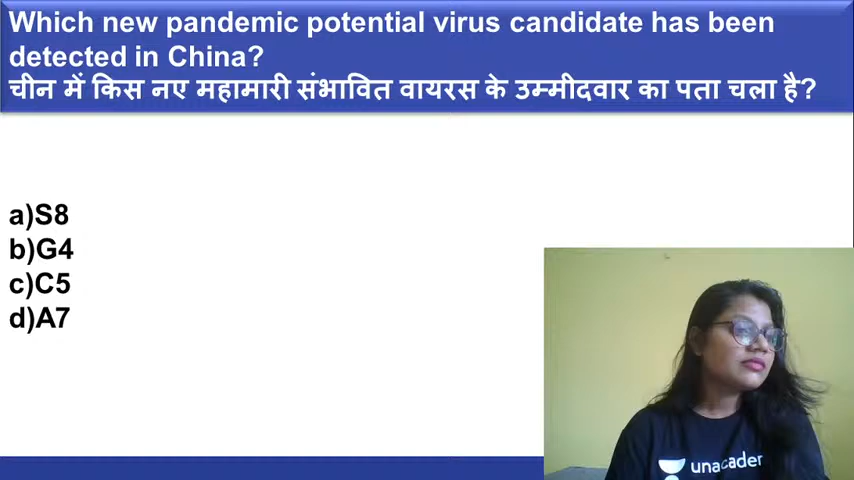 Which new pandemic potential virus candidate has been
detected in China?
चीन में किस नए महामारी संभावित वायरस के उम्मीदवार का पता चला है?
a)S8
b)G4
c)C5
d)A7
unacader